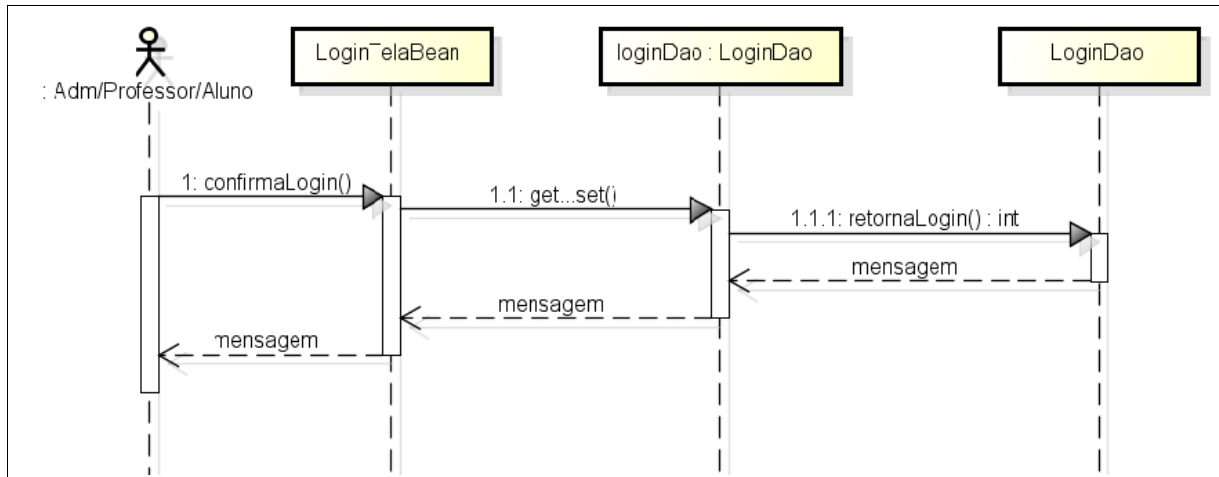 LoginTelaBean
loginDao : LoginDao
LoginDao
: Adm/Professor/Aluno
1: confirmaLogin()
1.1: get...set()
1.1.1: retornaLogin() : int
mensagem
mensagem
mensagem